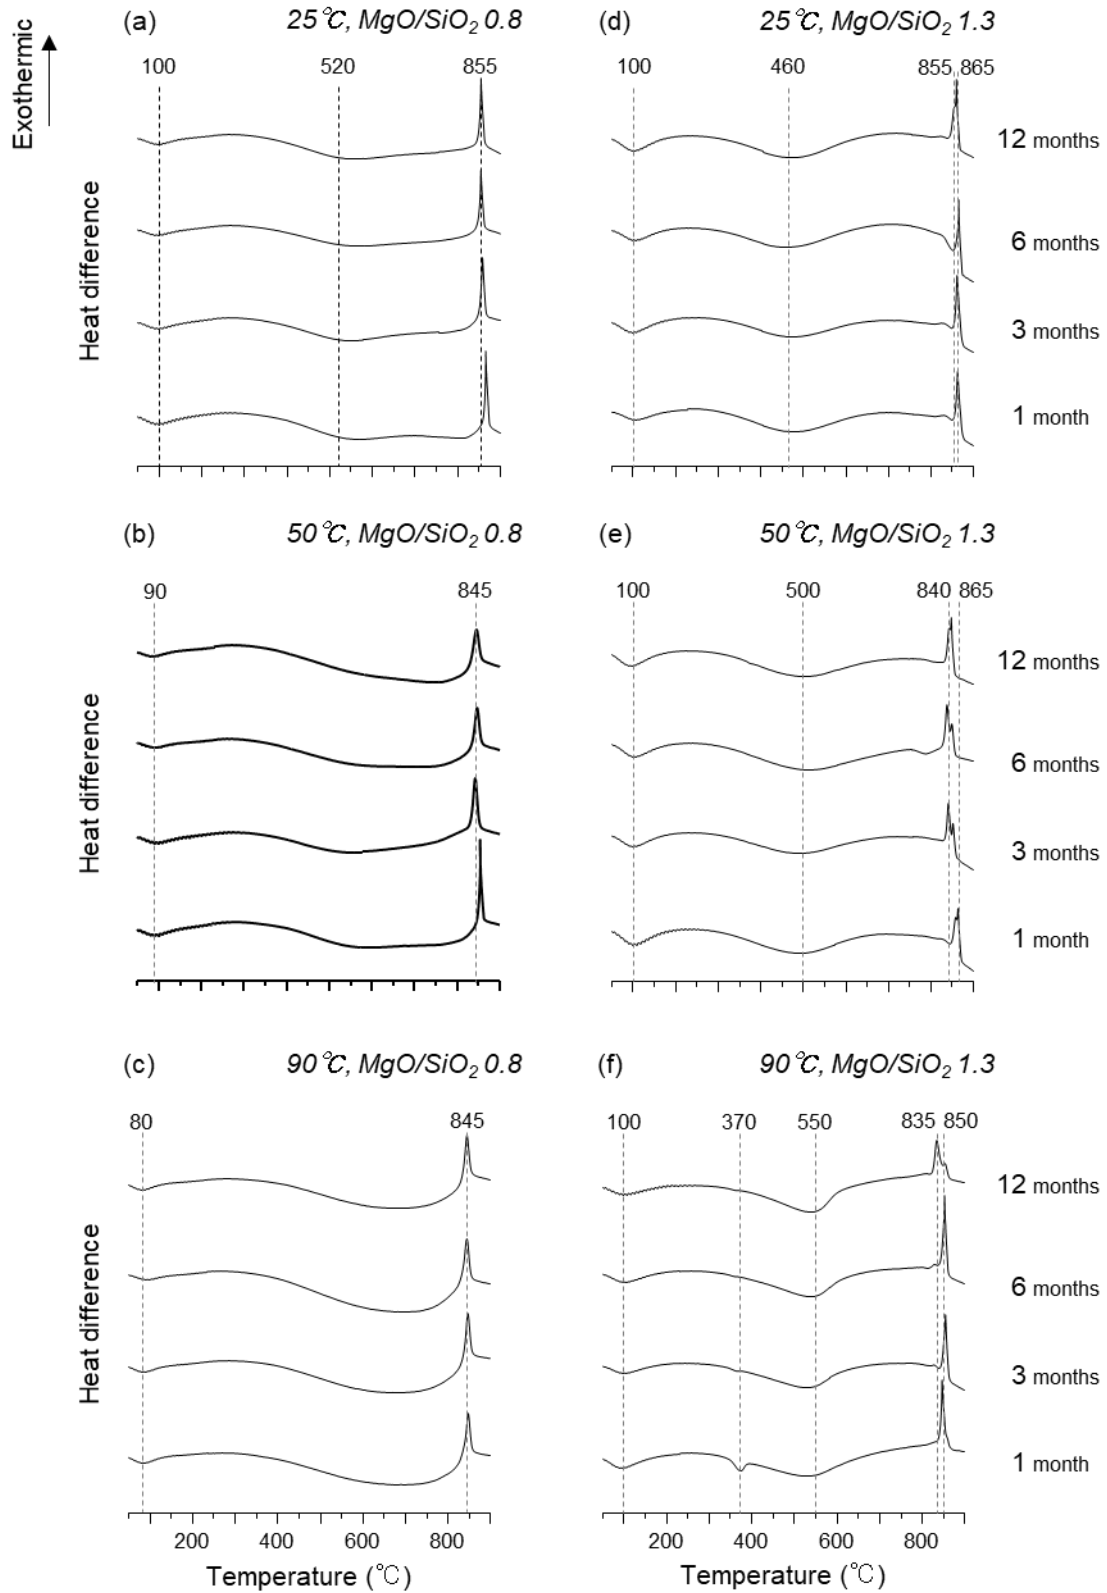 (a) 25℃, MgO/SiO₂ 0.8
(d) 25℃, MgO/SiO₂ 1.3
Exothermic
100 520 855
100 460 855 865
Heat difference
12 months
6 months
3 months
1 month
(b) 50℃, MgO/SiO₂ 0.8
(e) 50℃, MgO/SiO₂ 1.3
90 845
100 500 840 865
Heat difference
12 months
6 months
3 months
1 month
(c) 90℃, MgO/SiO₂ 0.8
(f) 90℃, MgO/SiO₂ 1.3
80 845
100 370 550 835 850
Heat difference
12 months
6 months
3 months
1 month
200 400 600 800
200 400 600 800
Temperature (℃)
Temperature (℃)